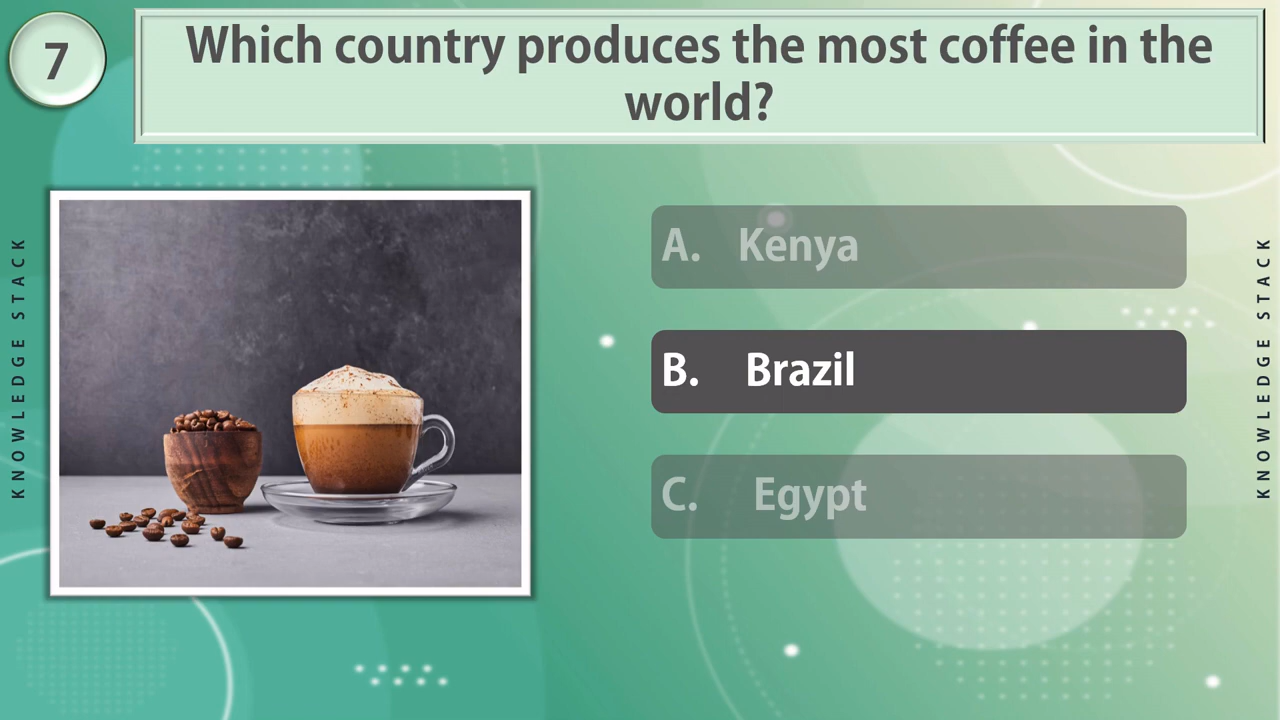 7
Which country produces the most coffee in the
world?
KNOWLEDGE STACK
A. Kenya
B. Brazil
C. Egypt
KNOWLEDGE STACK